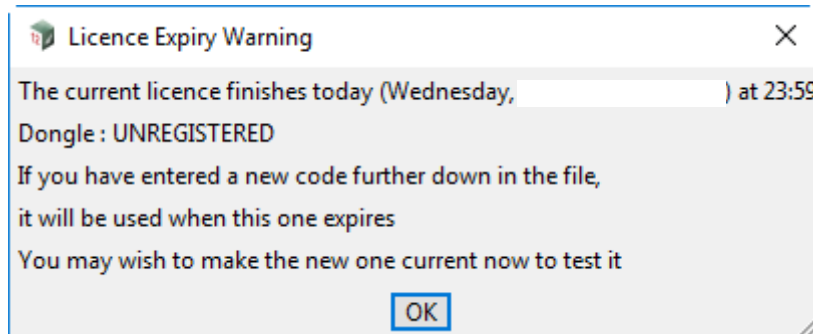 Licence Expiry Warning
The current licence finishes today (Wednesday, ) at 23:59
Dongle : UNREGISTERED
If you have entered a new code further down in the file,
it will be used when this one expires
You may wish to make the new one current now to test it
OK